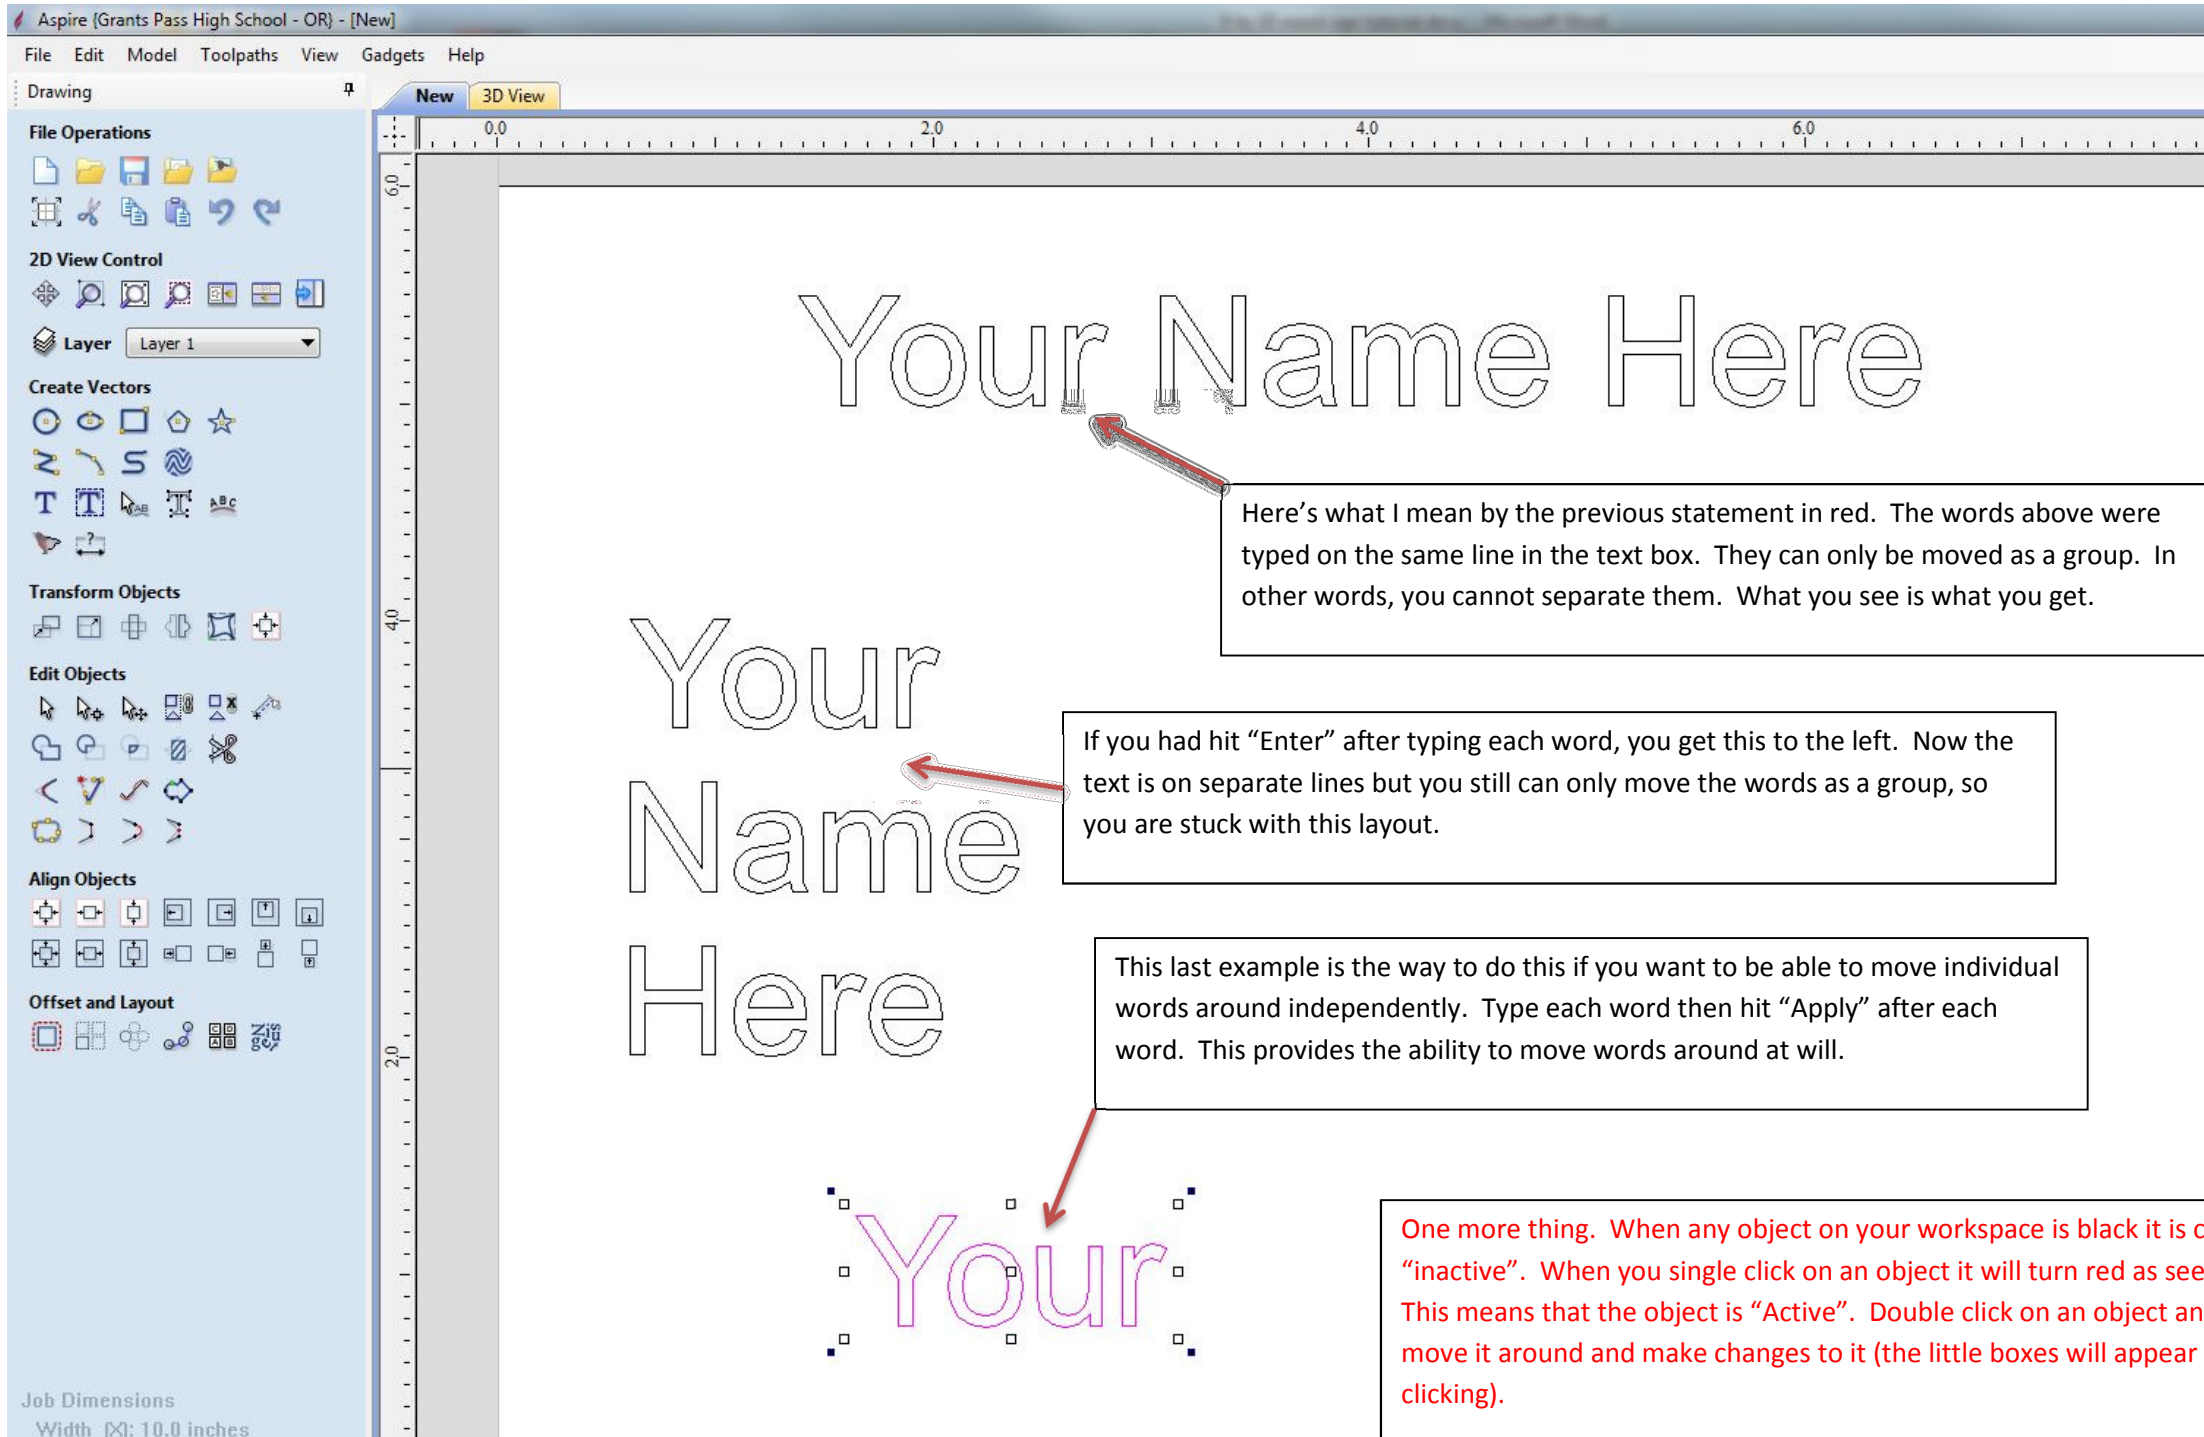 Aspire {Grants Pass High School - OR} - [New]
File Edit Model Toolpaths View Gadgets Help
Drawing
New 3D View
File Operations
0.0 2.0 4.0 6.0
6.0
2D View Control
Layer Layer 1
Create Vectors
Your Name Here
Here’s what I mean by the previous statement in red. The words above were
typed on the same line in the text box. They can only be moved as a group. In
other words, you cannot separate them. What you see is what you get.
Transform Objects
4.0
Edit Objects
Your
Name
Here
If you had hit “Enter” after typing each word, you get this to the left. Now the
text is on separate lines but you still can only move the words as a group, so
you are stuck with this layout.
Align Objects
Offset and Layout
2.0
This last example is the way to do this if you want to be able to move individual
words around independently. Type each word then hit “Apply” after each
word. This provides the ability to move words around at will.
Your
One more thing. When any object on your workspace is black it is c
“inactive”. When you single click on an object it will turn red as see
This means that the object is “Active”. Double click on an object an
move it around and make changes to it (the little boxes will appear
clicking).
Job Dimensions
Width (X): 10.0 inches